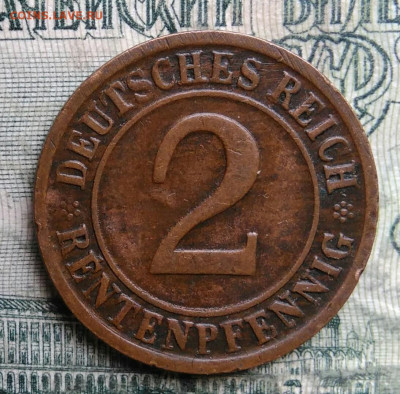 coins.lave.ru
DEUTSCHES REICH
2
RENTENPFENNIG